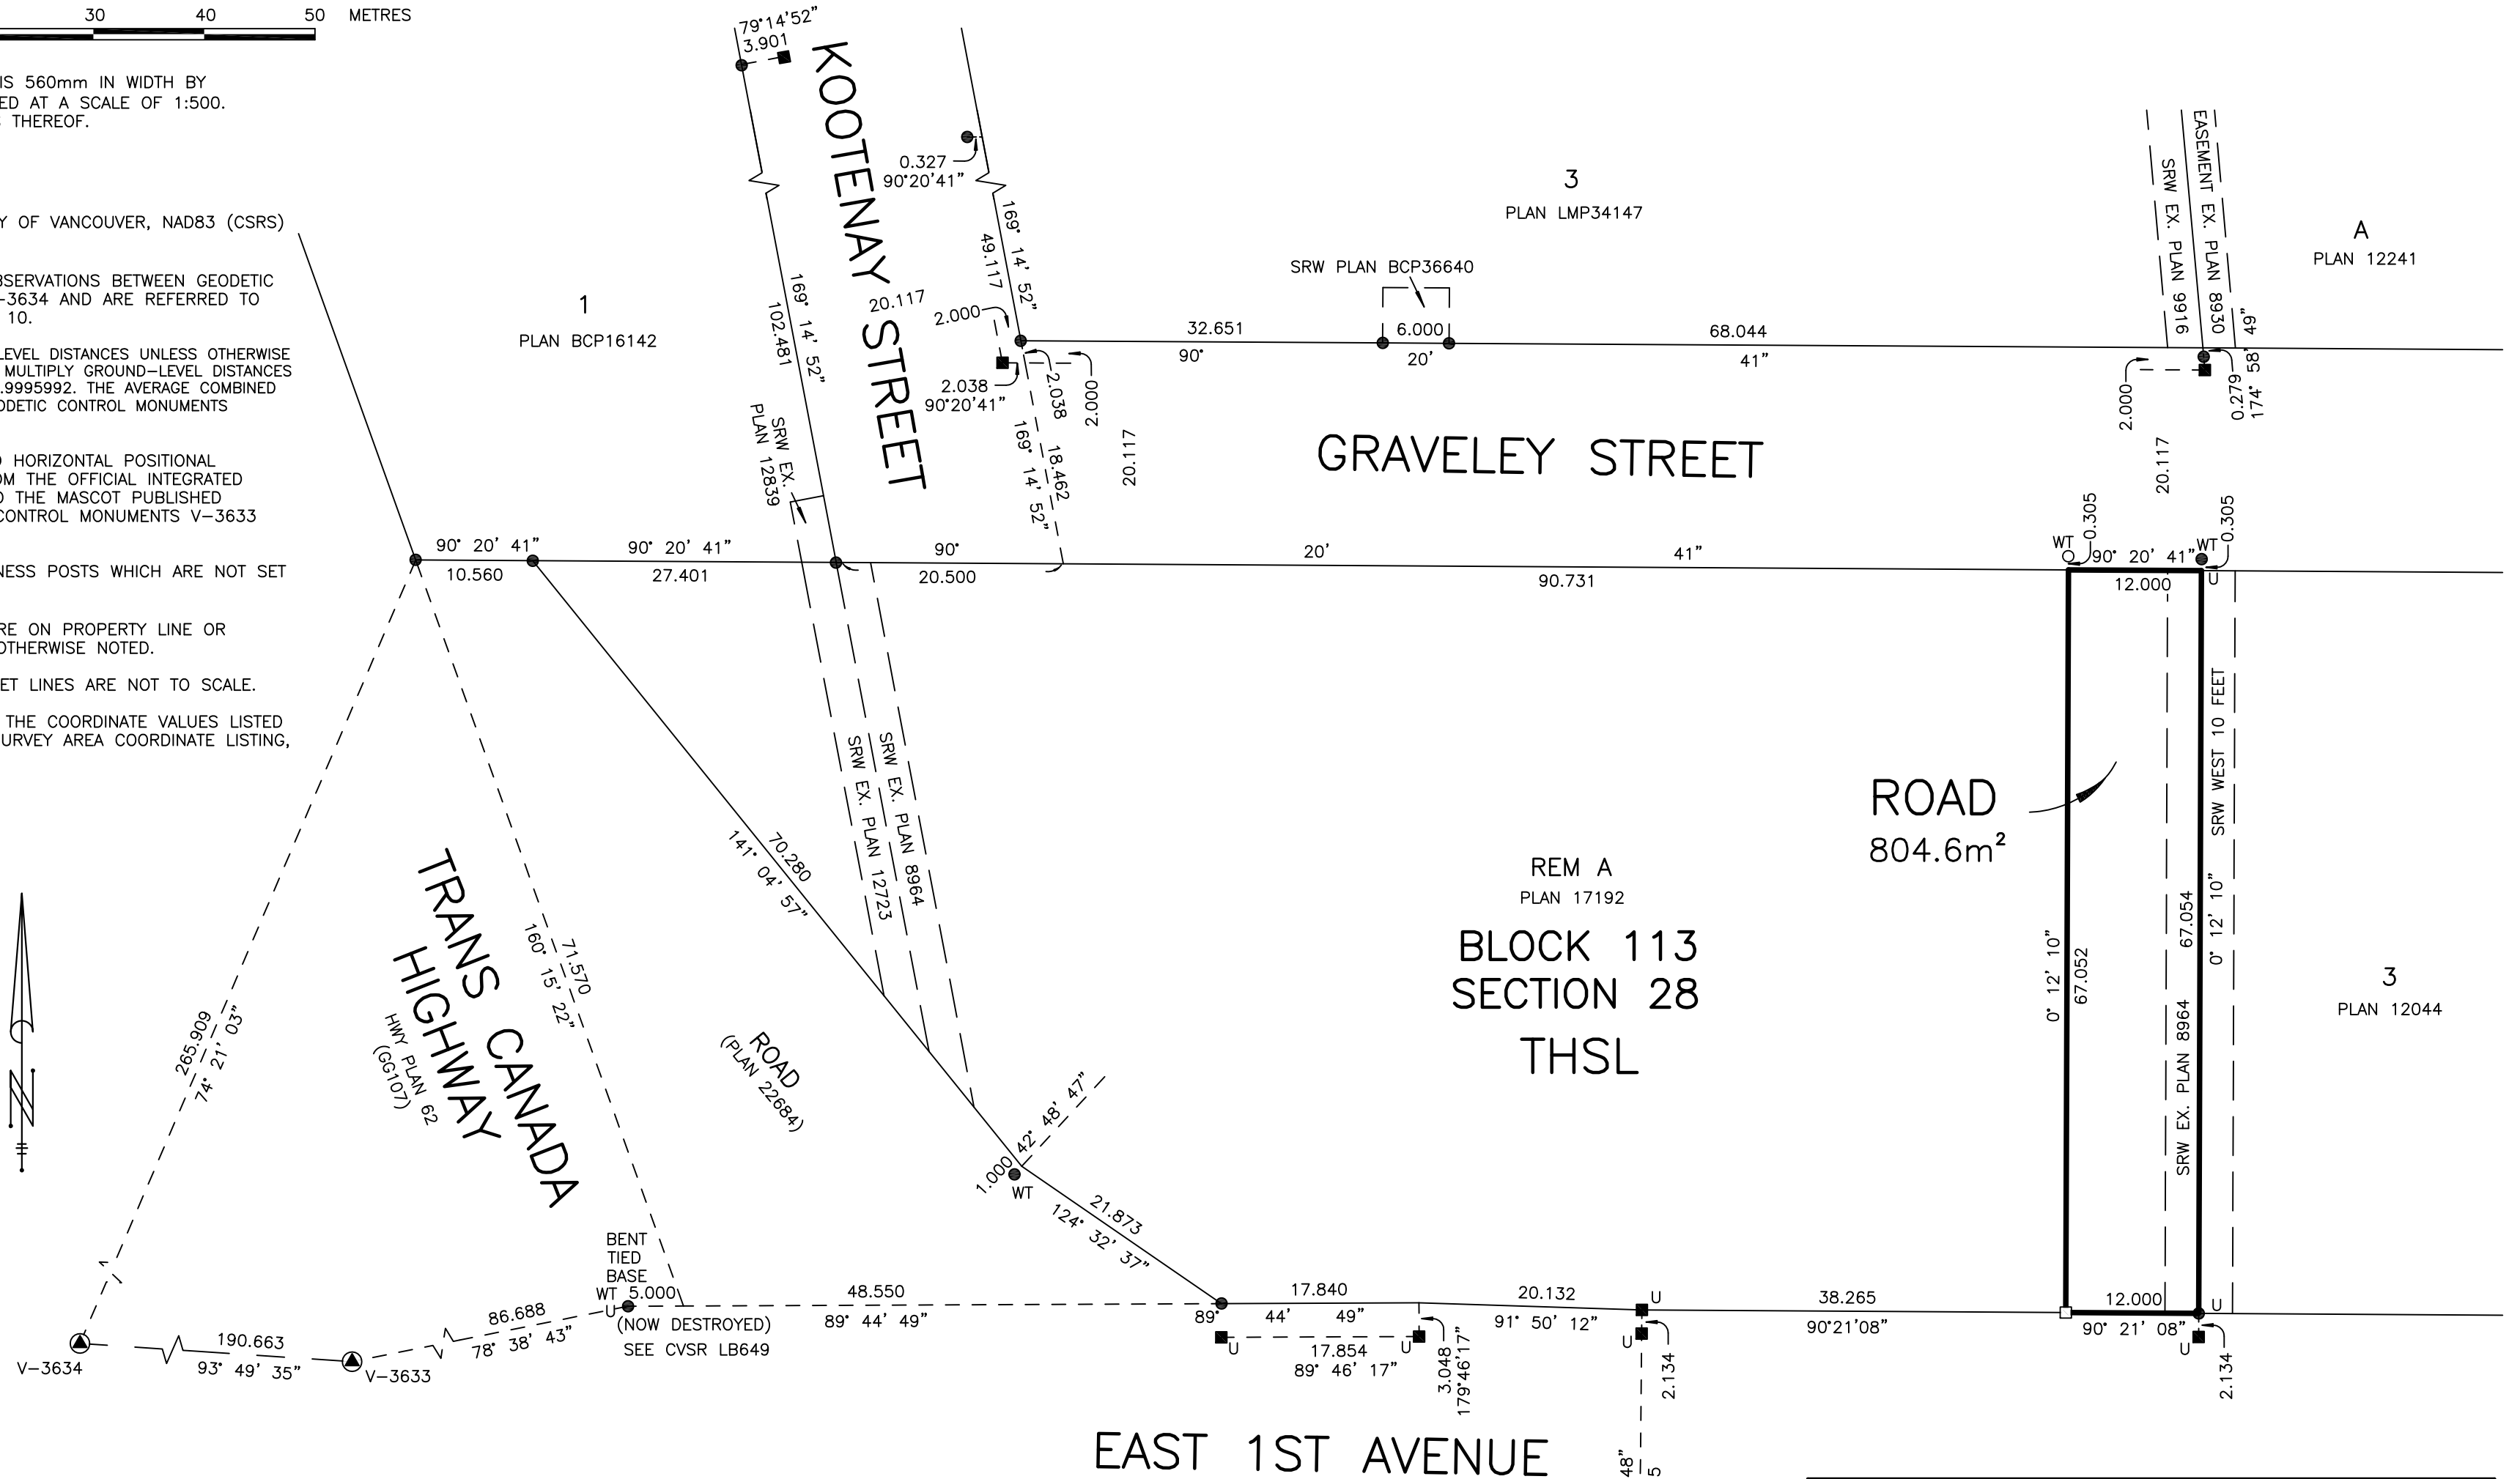 30 40 50 METRES
IS 560mm IN WIDTH BY
ED AT A SCALE OF 1:500.
THEREOF.
Y OF VANCOUVER, NAD83 (CSRS)
BSERVATIONS BETWEEN GEODETIC
-3634 AND ARE REFERRED TO
10.
LEVEL DISTANCES UNLESS OTHERWISE
MULTIPLY GROUND-LEVEL DISTANCES
.9995992. THE AVERAGE COMBINED
ODETIC CONTROL MONUMENTS
HORIZONTAL POSITIONAL
OM THE OFFICIAL INTEGRATED
THE MASCOT PUBLISHED
CONTROL MONUMENTS V-3633
NESS POSTS WHICH ARE NOT SET
RE ON PROPERTY LINE OR
OTHERWISE NOTED.
ET LINES ARE NOT TO SCALE.
THE COORDINATE VALUES LISTED
URVEY AREA COORDINATE LISTING,
79°14'52"
3.901
KOOTENAY STREET
0.327
90°20'41"
169° 14' 52"
49.117
169° 14' 52"
102.481
20.117
2.000
2.038
90°20'41"
2.038
2.000
169° 14' 52"
18.462
20.117
1
PLAN BCP16142
3
PLAN LMP34147
SRW PLAN BCP36640
32.651
6.000
68.044
90° 20' 41"
SRW EX. PLAN 9916
EASEMENT EX. PLAN 8930
A
PLAN 12241
2.000
0.279
174° 58' 49"
20.117
GRAVELEY STREET
SRW EX.
PLAN 12839
90° 20' 41"
10.560
90° 20' 41"
27.401
90° 20' 41"
20.500
90.731
WT
0.305
90° 20' 41"
12.000
WT
0.305
U
SRW EX. PLAN 12723
SRW EX. PLAN 8964
70.280
141° 04' 57"
71.570
160° 15' 22"
TRANS CANADA
HIGHWAY
HWY PLAN 62
(GG107)
265.909
74° 21' 03"
ROAD
(PLAN 22684)
ROAD
804.6m²
REM A
PLAN 17192
BLOCK 113
SECTION 28
THSL
0° 12' 10"
67.052
SRW EX. PLAN 8964
67.054
0° 12' 10"
SRW WEST 10 FEET
3
PLAN 12044
N
42° 48' 47"
1.000
WT
21.873
124° 32' 37"
BENT
TIED
BASE
WT 5.000
U
(NOW DESTROYED)
SEE CVSR LB649
48.550
89° 44' 49"
86.688
78° 38' 43"
190.663
93° 49' 35"
V-3634
V-3633
17.840
89° 44' 49"
U
U
17.854
89° 46' 17"
3.048
179°46'17"
20.132
91° 50' 12"
U
U
2.134
38.265
90°21'08"
12.000
90° 21' 08"
U
U
2.134
48"
5
EAST 1ST AVENUE